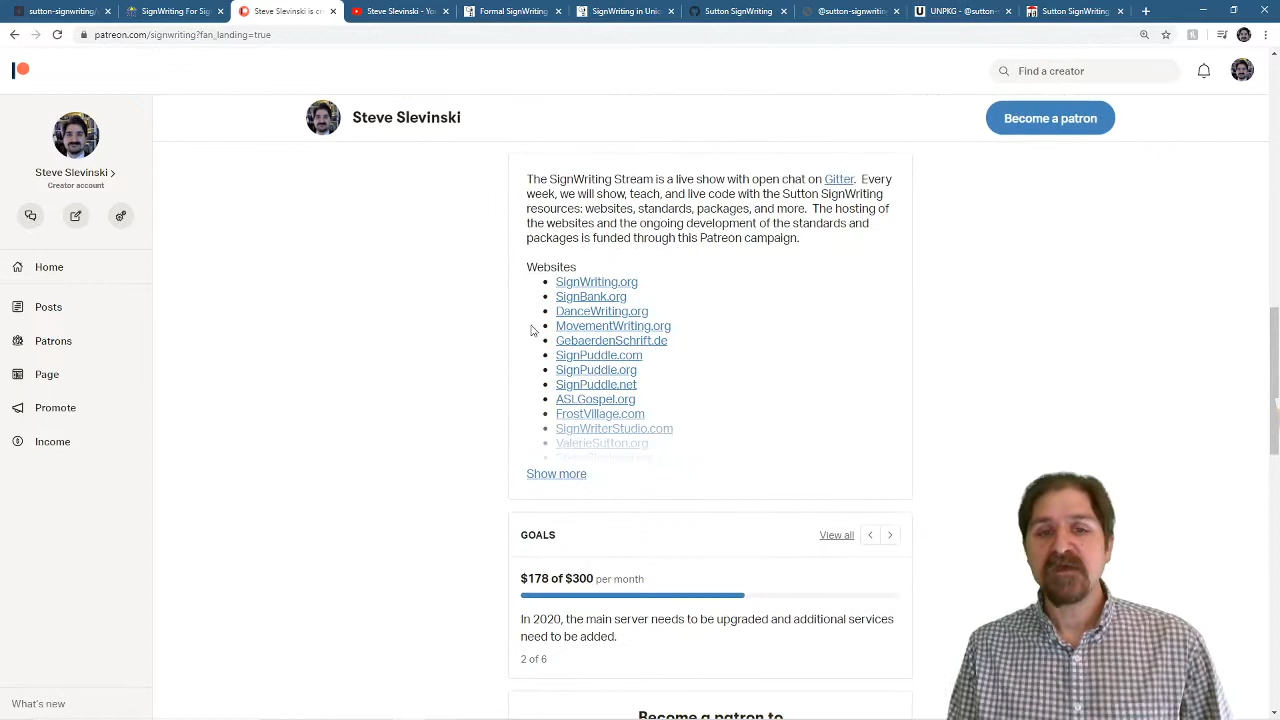 sutton-signwriting/
SignWriting For Sig
Steve Slevinski is cr
Steve Slevinski - Yo
Formal SignWriting
SignWriting in Unic
Sutton SignWriting
@sutton-signwritin
UNPKG - @sutton-
Sutton SignWriting
patreon.com/signwriting?fan_landing=true
Find a creator
Steve Slevinski
Become a patron
Steve Slevinski
Creator account
Home
Posts
Patrons
Page
Promote
Income
What's new
The SignWriting Stream is a live show with open chat on Gitter. Every
week, we will show, teach, and live code with the Sutton SignWriting
resources: websites, standards, packages, and more. The hosting of
the websites and the ongoing development of the standards and
packages is funded through this Patreon campaign.
Websites
SignWriting.org
SignBank.org
DanceWriting.org
MovementWriting.org
GebaerdenSchrift.de
SignPuddle.com
SignPuddle.org
SignPuddle.net
ASLGospel.org
FrostVillage.com
SignWriterStudio.com
ValerieSutton.org
Show more
GOALS
View all
$178 of $300 per month
In 2020, the main server needs to be upgraded and additional services
need to be added.
2 of 6
Become a patron to